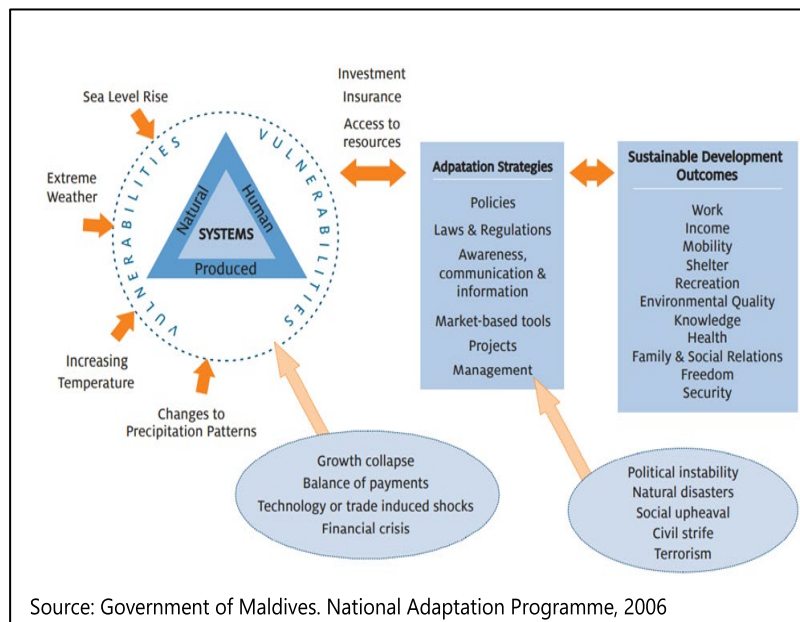 Sea Level Rise
Extreme
Weather
Increasing
Temperature
Changes to
Precipitation Patterns
VULNERABILITIES
VULNERABILITIES
Natural
Human
SYSTEMS
Produced
Investment
Insurance
Access to
resources
Adpatation Strategies
Policies
Laws & Regulations
Awareness,
communication &
information
Market-based tools
Projects
Management
Sustainable Development
Outcomes
Work
Income
Mobility
Shelter
Recreation
Environmental Quality
Knowledge
Health
Family & Social Relations
Freedom
Security
Growth collapse
Balance of payments
Technology or trade induced shocks
Financial crisis
Political instability
Natural disasters
Social upheaval
Civil strife
Terrorism
Source: Government of Maldives. National Adaptation Programme, 2006